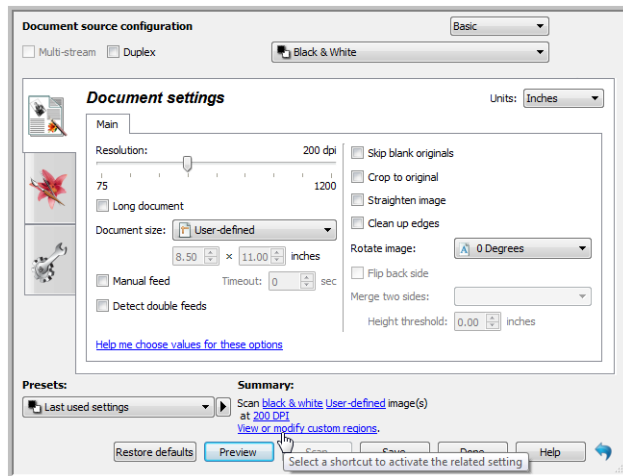 Document source configuration
Basic
Multi-stream Duplex Black & White
Document settings
Units: Inches
Main
Resolution: 200 dpi
75 1200
Long document
Document size: User-defined
8.50 × 11.00 inches
Manual feed Timeout: 0 sec
Detect double feeds
Help me choose values for these options
Skip blank originals
Crop to original
Straighten image
Clean up edges
Rotate image: 0 Degrees
Flip back side
Merge two sides:
Height threshold: 0.00 inches
Presets:
Last used settings
Summary:
Scan black & white User-defined image(s)
at 200 DPI
View or modify custom regions.
Restore defaults Preview Scan Save Done Help
Select a shortcut to activate the related setting